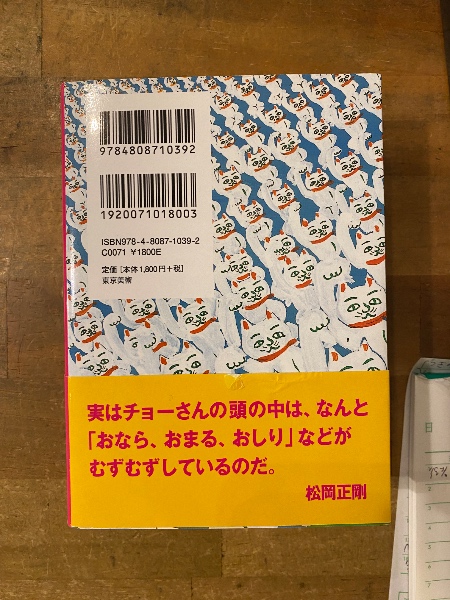 9784808710392
1920071018003
ISBN978-4-8087-1039-2
C0071 ¥1800E
定価[本体1,800円+税]
東京美術
実はチョーさんの頭の中は、なんと
「おなら、おまる、おしり」などが
むずむずしているのだ。
松岡正剛
日